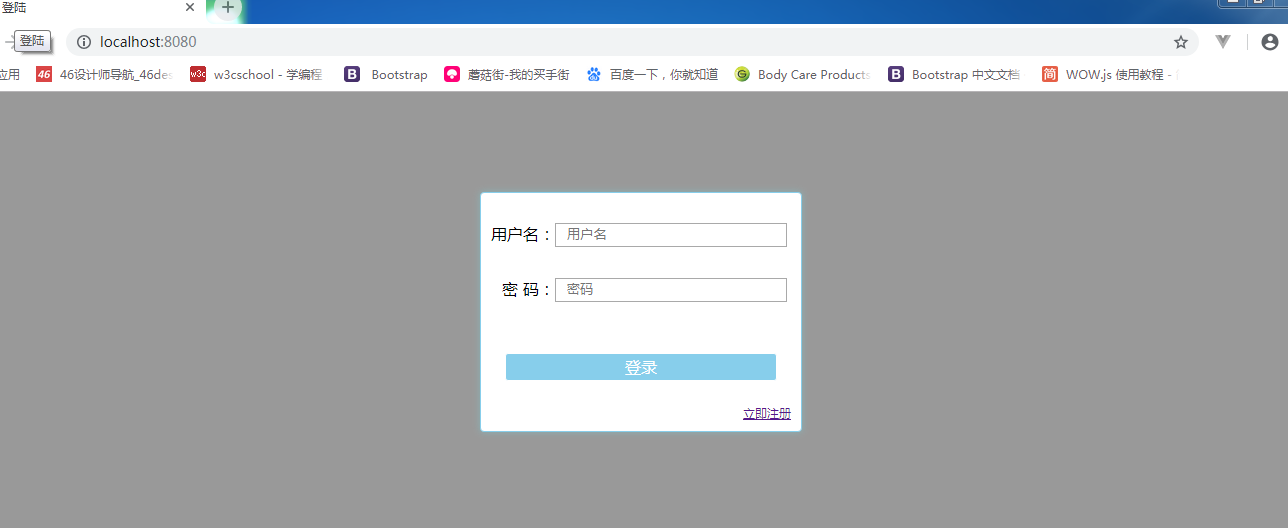 登陆
登陆
localhost:8080
应用 46设计师导航_46des w3cschool - 学编程 Bootstrap 蘑菇街-我的买手街 百度一下，你就知道 Body Care Products Bootstrap 中文文档 WOW.js 使用教程 -
用户名：用户名
密 码：密码
登录
立即注册